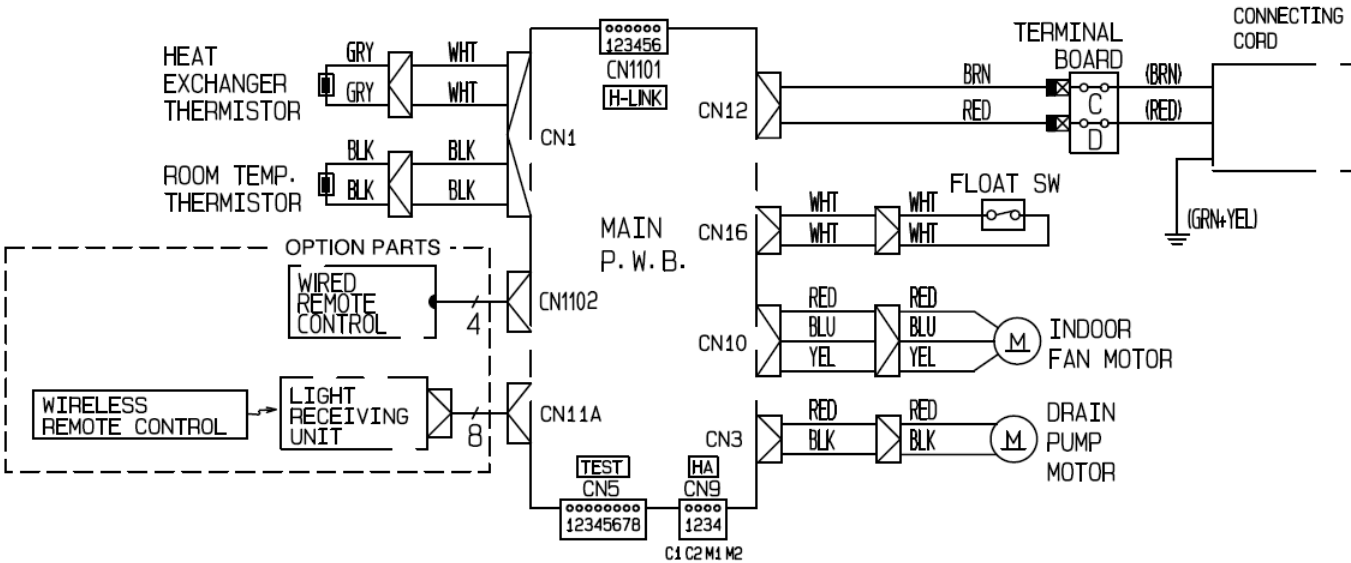 CONNECTING
CORD
TERMINAL
BOARD
123456
CN1101
H-LINK
HEAT
EXCHANGER
THERMISTOR
GRY
WHT
GRY
WHT
CN1
CN12
BRN
(BRN)
C
RED
(RED)
D
ROOM TEMP.
THERMISTOR
BLK
BLK
BLK
BLK
MAIN
P.W.B.
CN16
WHT
WHT
WHT
WHT
FLOAT SW
(GRN+YEL)
OPTION PARTS
WIRED
REMOTE
CONTROL
4
CN1102
CN10
RED
RED
BLU
BLU
YEL
YEL
M
INDOOR
FAN MOTOR
WIRELESS
REMOTE CONTROL
LIGHT
RECEIVING
UNIT
8
CN11A
CN3
RED
RED
BLK
BLK
M
DRAIN
PUMP
MOTOR
TEST
CN5
12345678
HA
CN9
1234
C1 C2 M1 M2